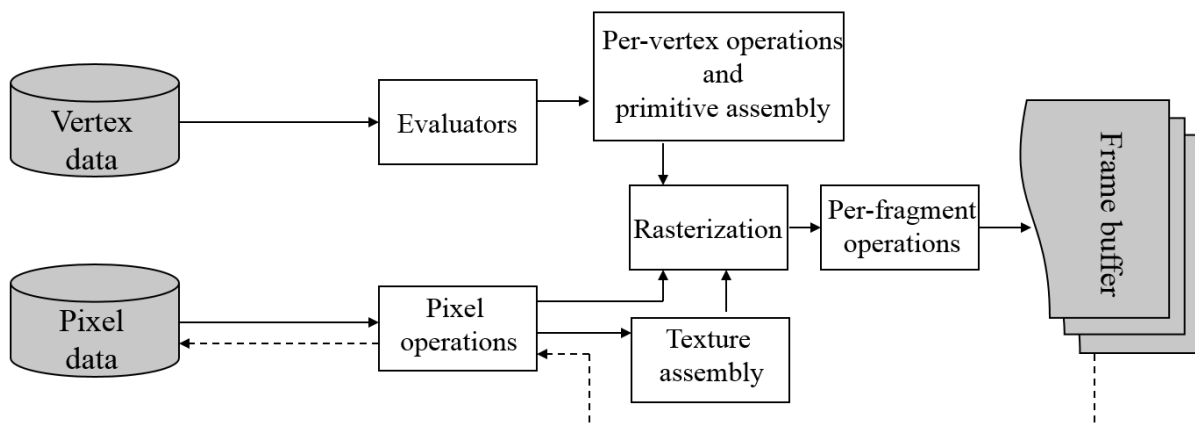 Vertex
data
Evaluators
Per-vertex operations
and
primitive assembly
Rasterization
Per-fragment
operations
Frame buffer
Pixel
data
Pixel
operations
Texture
assembly